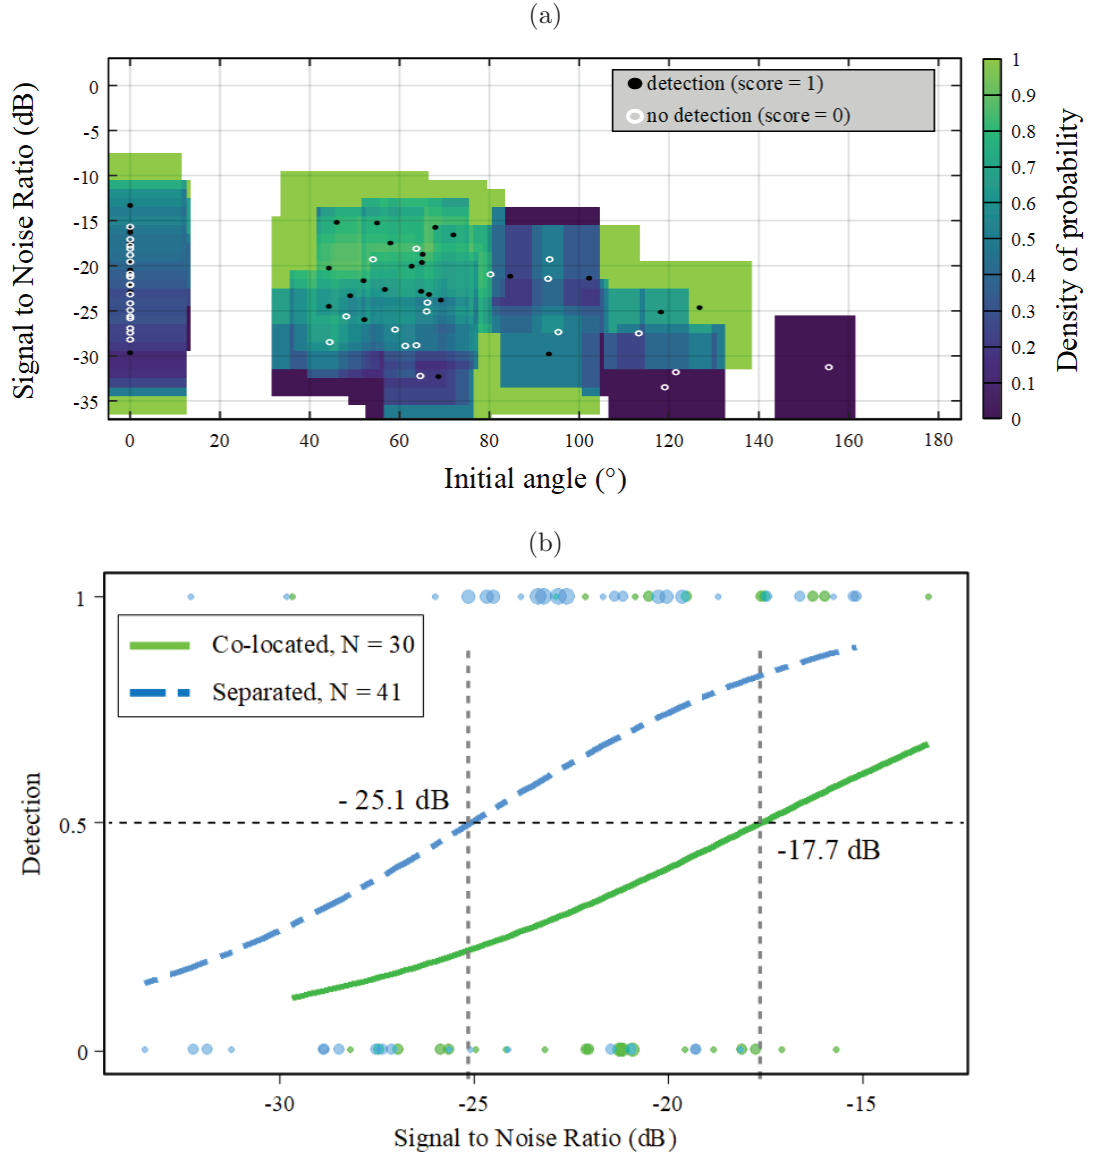 (a)
Signal to Noise Ratio (dB)
0
-5
-10
-15
-20
-25
-30
-35
detection (score = 1)
no detection (score = 0)
0 20 40 60 80 100 120 140 160 180
Initial angle (°)
1
0.9
0.8
0.7
0.6
0.5
0.4
0.3
0.2
0.1
0
Density of probability
(b)
Detection
1
0.5
0
Co-located, N = 30
Separated, N = 41
- 25.1 dB
-17.7 dB
-30 -25 -20 -15
Signal to Noise Ratio (dB)